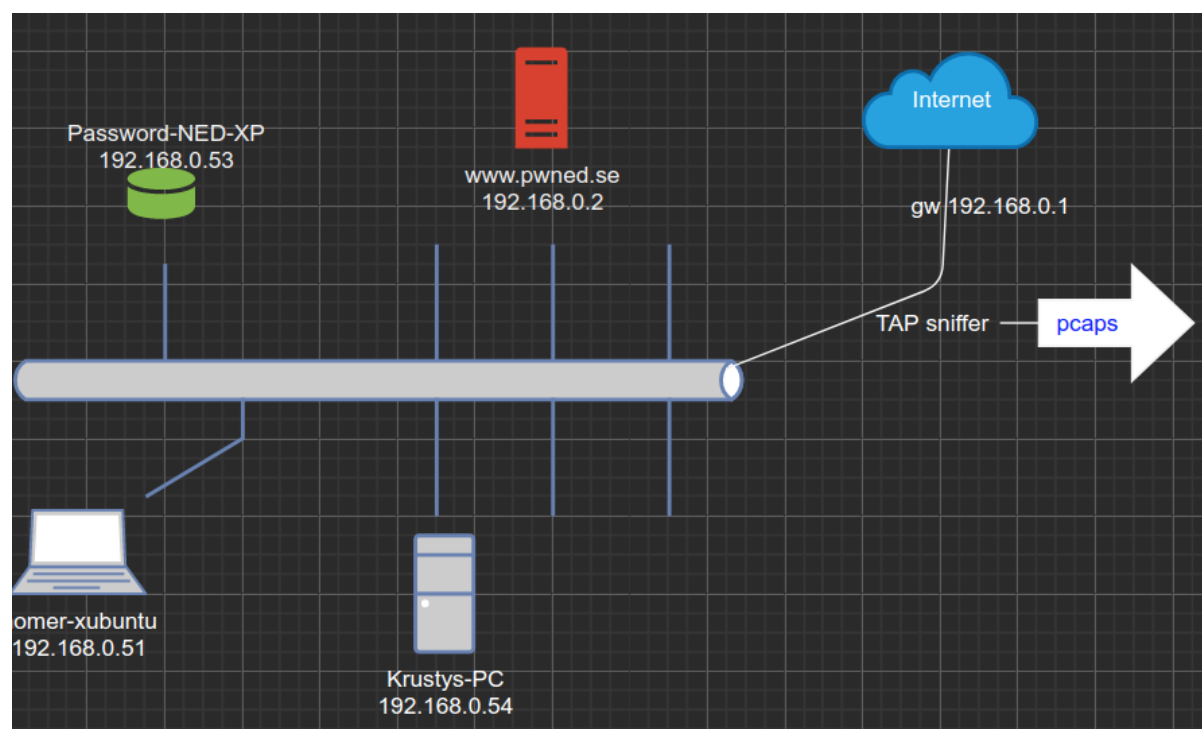 Password-NED-XP
192.168.0.53
www.pwned.se
192.168.0.2
Internet
gw 192.168.0.1
TAP sniffer
pcaps
omer-xubuntu
192.168.0.51
Krustys-PC
192.168.0.54